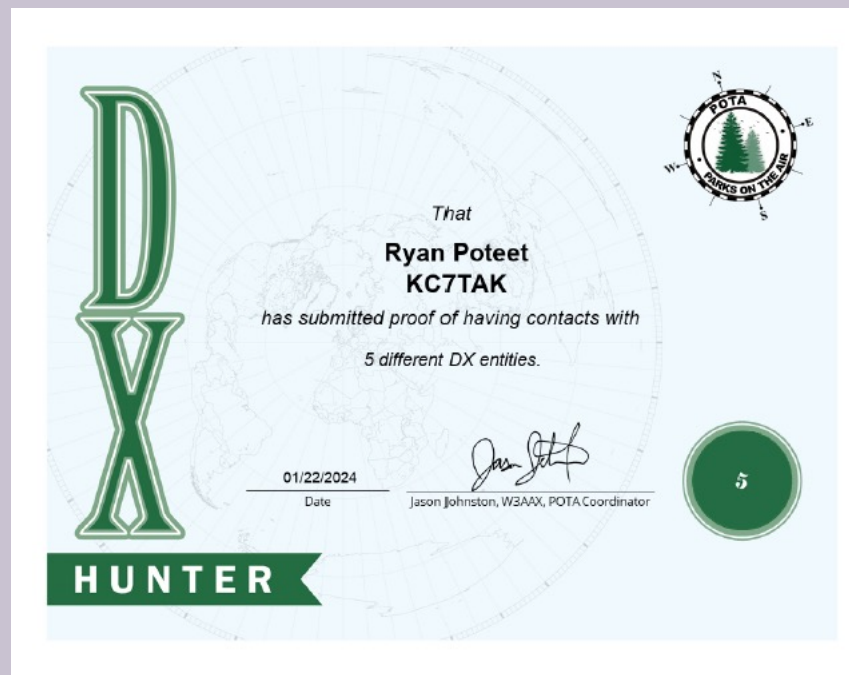 DX
HUNTER
N
E
S
W
POTA
PARKS ON THE AIR
That
Ryan Poteet
KC7TAK
has submitted proof of having contacts with
5 different DX entities.
01/22/2024
Date
Jason Johnston, W3AAX, POTA Coordinator
5